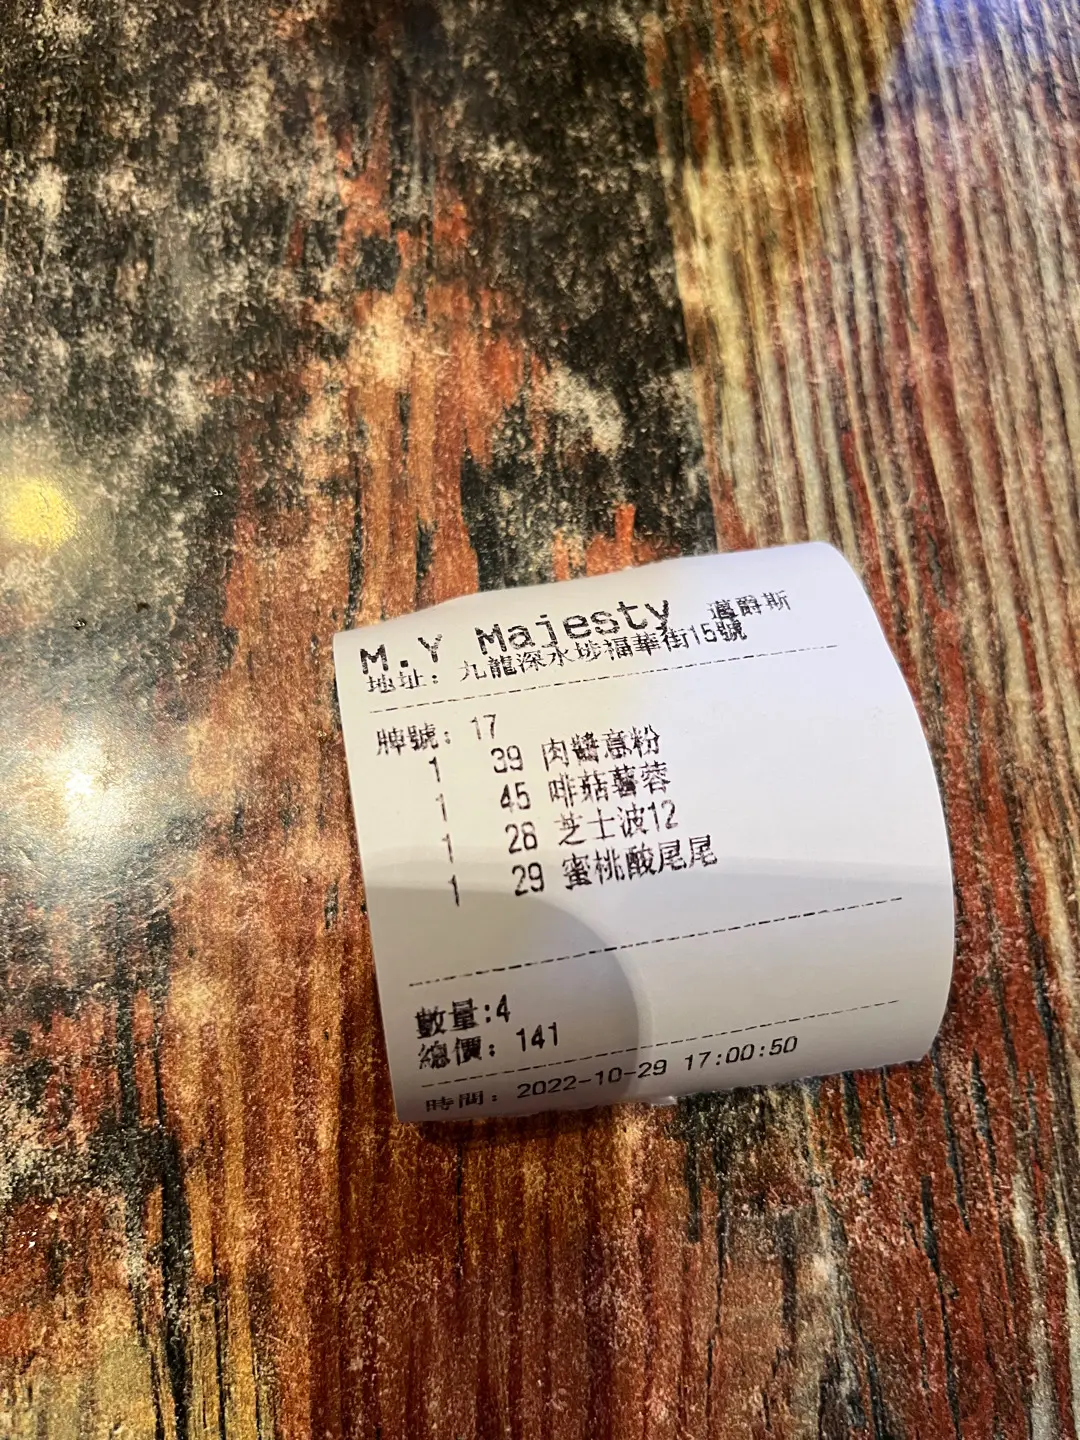 M.Y Majesty 邁爵斯
地址: 九龍深水埗福華街15號
牌號: 17
1 39 肉醬意粉
1 45 啡菇薯蓉
1 28 芝士波12
1 29 蜜桃酸尾尾
數量:4
總價: 141
時間: 2022-10-29 17:00:50